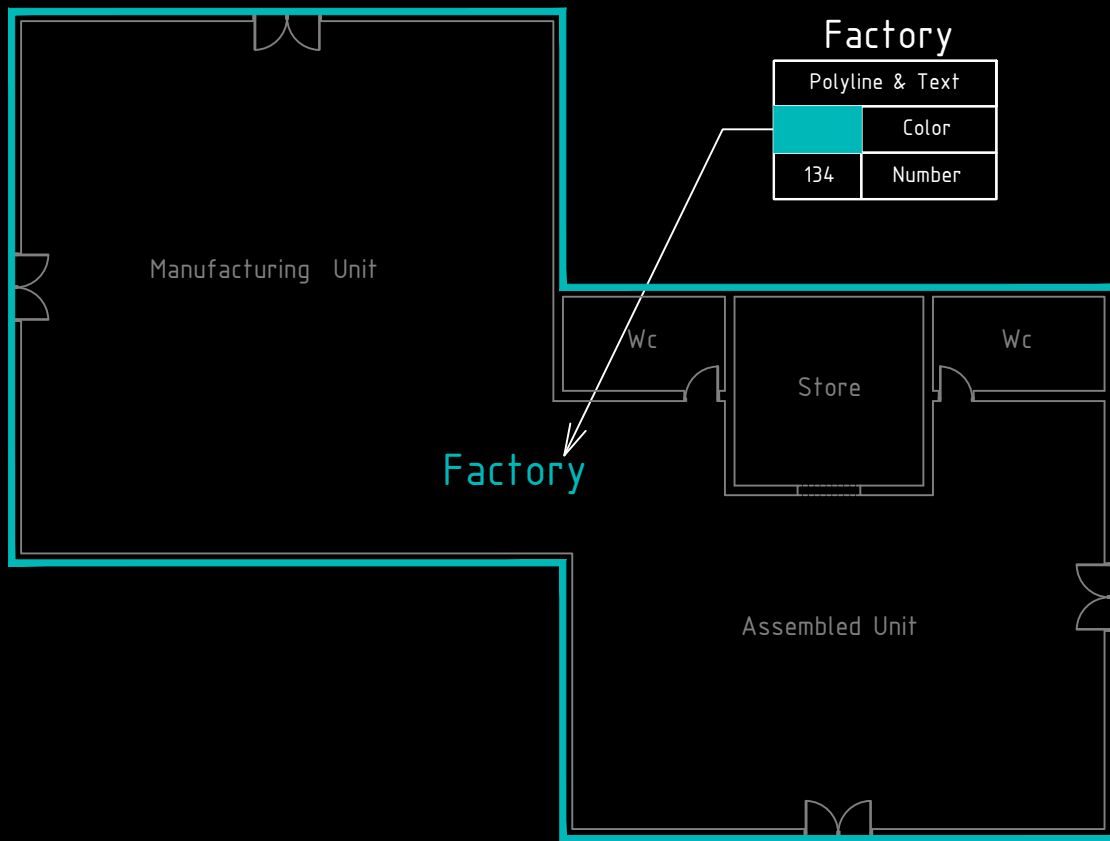 Factory
Polyline & Text
Color
134 Number
Manufacturing Unit
Wc
Wc
Store
Factory
Assembled Unit